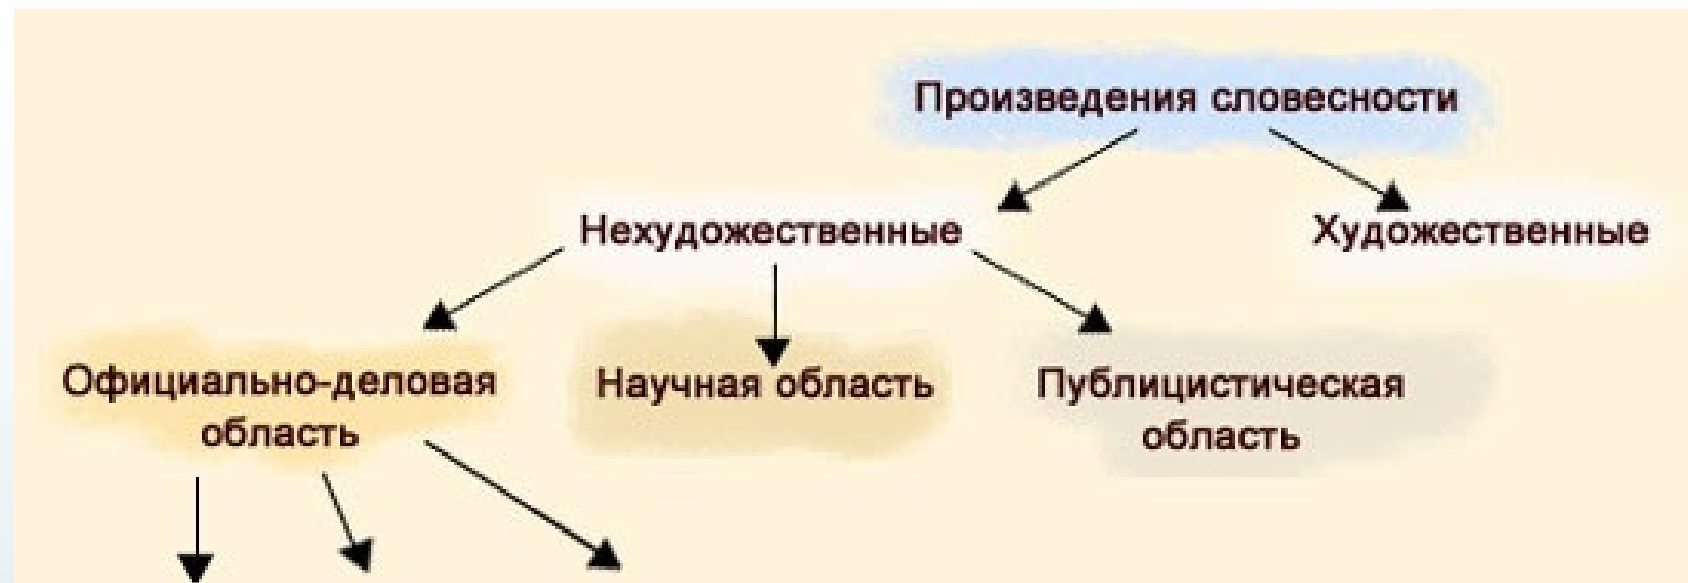 Произведения словесности
Нехудожественные
Художественные
Официально-деловая
область
Научная область
Публицистическая
область